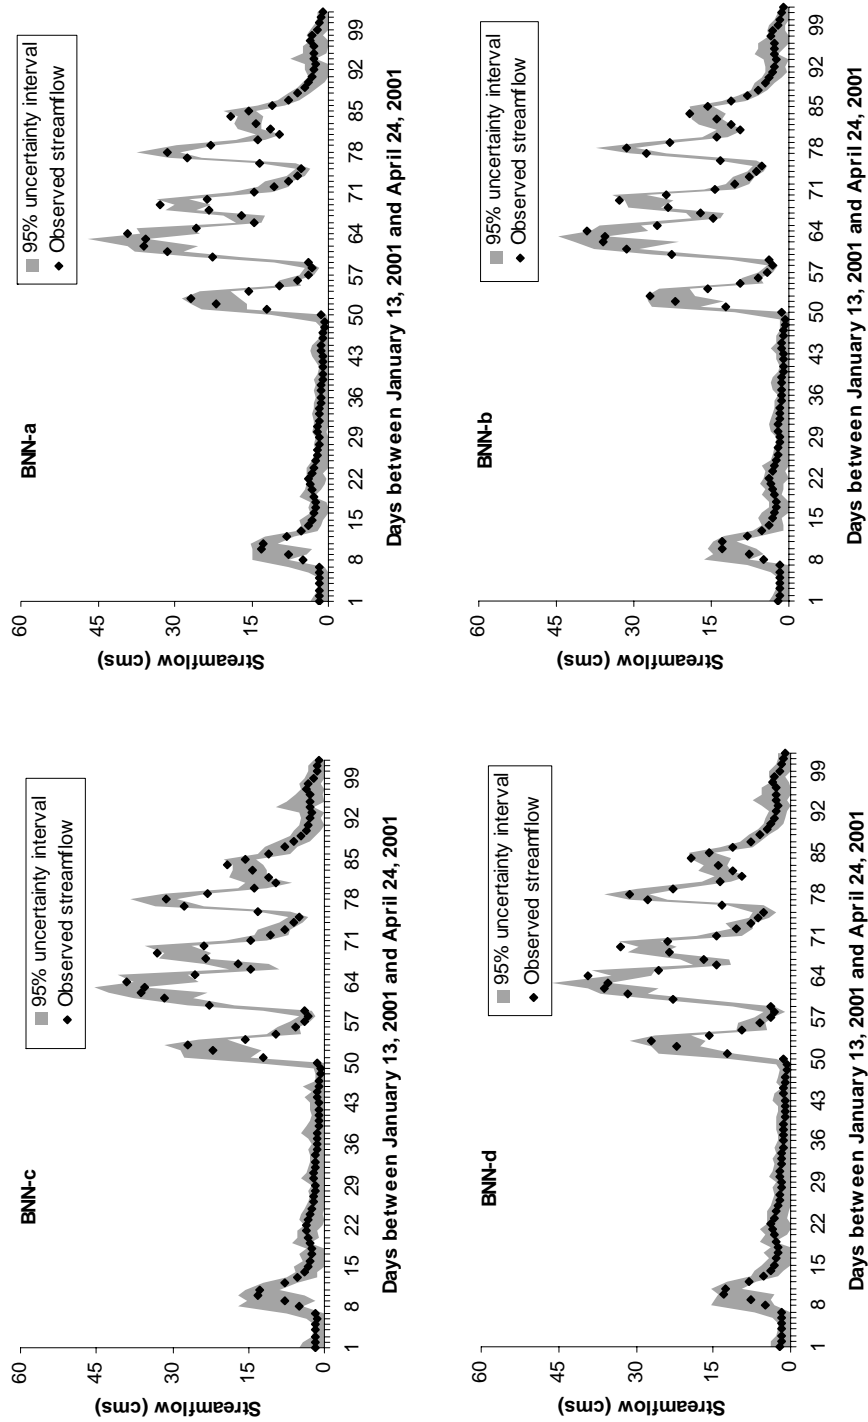 BNN-a
95% uncertainty interval
Observed streamflow
Streamflow (cms)
60
45
30
15
0
1 8 15 22 29 36 43 50 57 64 71 78 85 92 99
Days between January 13, 2001 and April 24, 2001
BNN-b
95% uncertainty interval
Observed streamflow
Streamflow (cms)
60
45
30
15
0
1 8 15 22 29 36 43 50 57 64 71 78 85 92 99
Days between January 13, 2001 and April 24, 2001
BNN-c
95% uncertainty interval
Observed streamflow
Streamflow (cms)
60
45
30
15
0
1 8 15 22 29 36 43 50 57 64 71 78 85 92 99
Days between January 13, 2001 and April 24, 2001
BNN-d
95% uncertainty interval
Observed streamflow
Streamflow (cms)
60
45
30
15
0
1 8 15 22 29 36 43 50 57 64 71 78 85 92 99
Days between January 13, 2001 and April 24, 2001